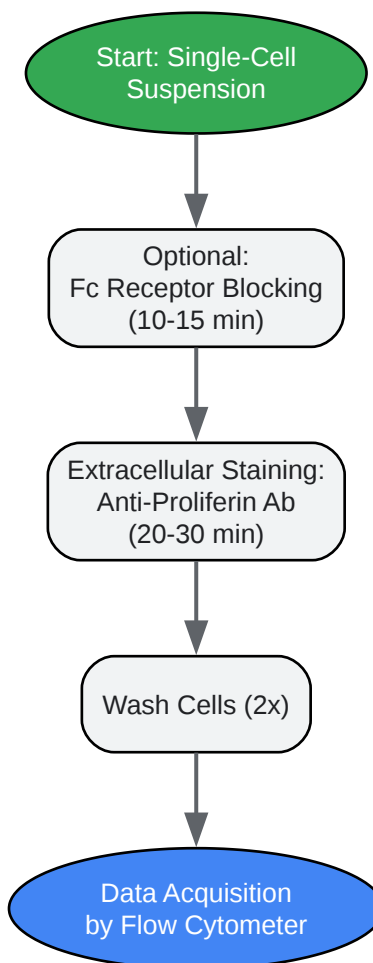 Start: Single-Cell
Suspension
Optional:
Fc Receptor Blocking
(10-15 min)
Extracellular Staining:
Anti-Proliferin Ab
(20-30 min)
Wash Cells (2x)
Data Acquisition
by Flow Cytometer